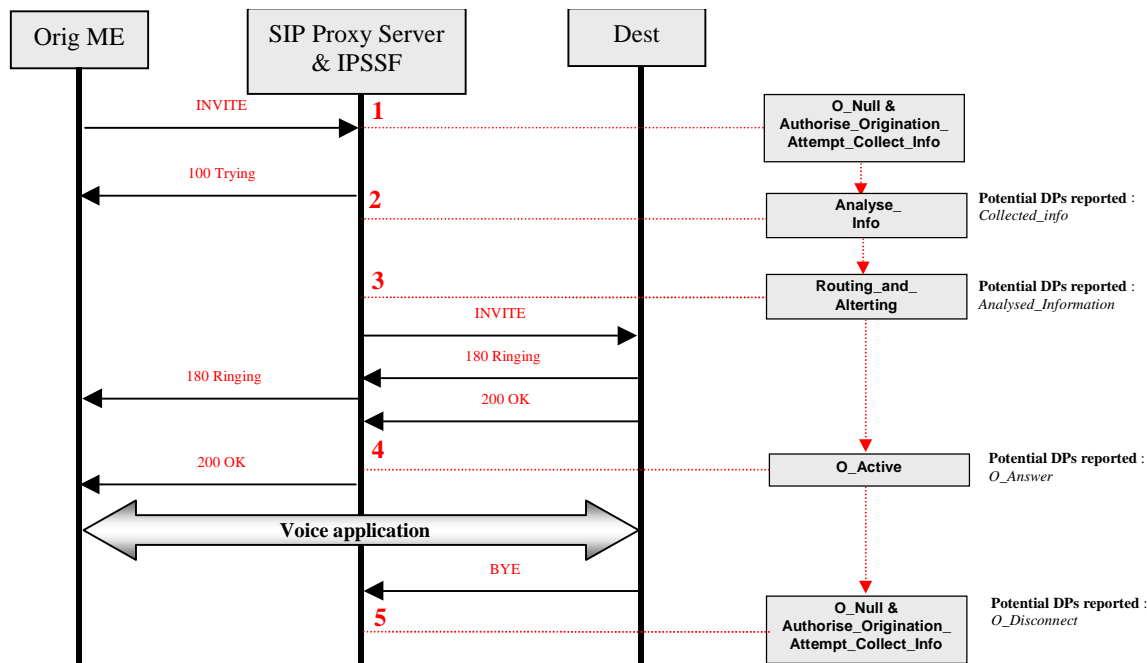 Orig ME
SIP Proxy Server
& IPSSF
Dest
INVITE
1
O_Null &
Authorise_Origination_
Attempt_Collect_Info
100 Trying
2
Analyse_
Info
Potential DPs reported :
Collected_info
3
Routing_and_
Alterting
Potential DPs reported :
Analysed_Information
INVITE
180 Ringing
180 Ringing
200 OK
4
200 OK
O_Active
Potential DPs reported :
O_Answer
Voice application
BYE
5
O_Null &
Authorise_Origination_
Attempt_Collect_Info
Potential DPs reported :
O_Disconnect